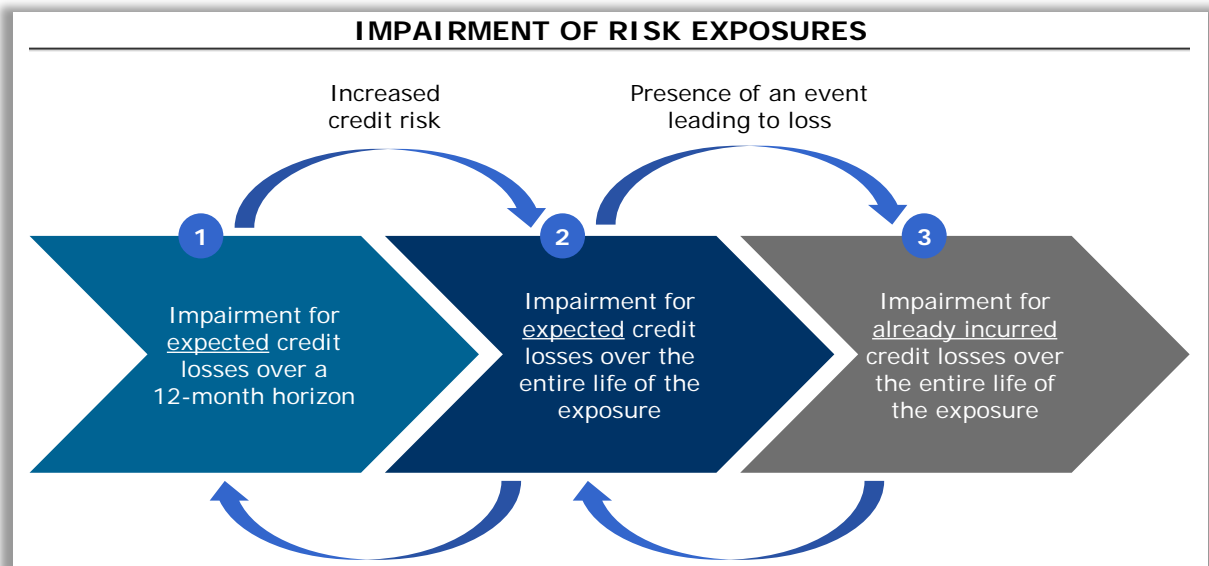 IMPAIRMENT OF RISK EXPOSURES
Increased
credit risk
Presence of an event
leading to loss
1
2
3
Impairment for
expected credit
losses over a
12-month horizon
Impairment for
expected credit
losses over the
entire life of the
exposure
Impairment for
already incurred
credit losses over
the entire life of
the exposure